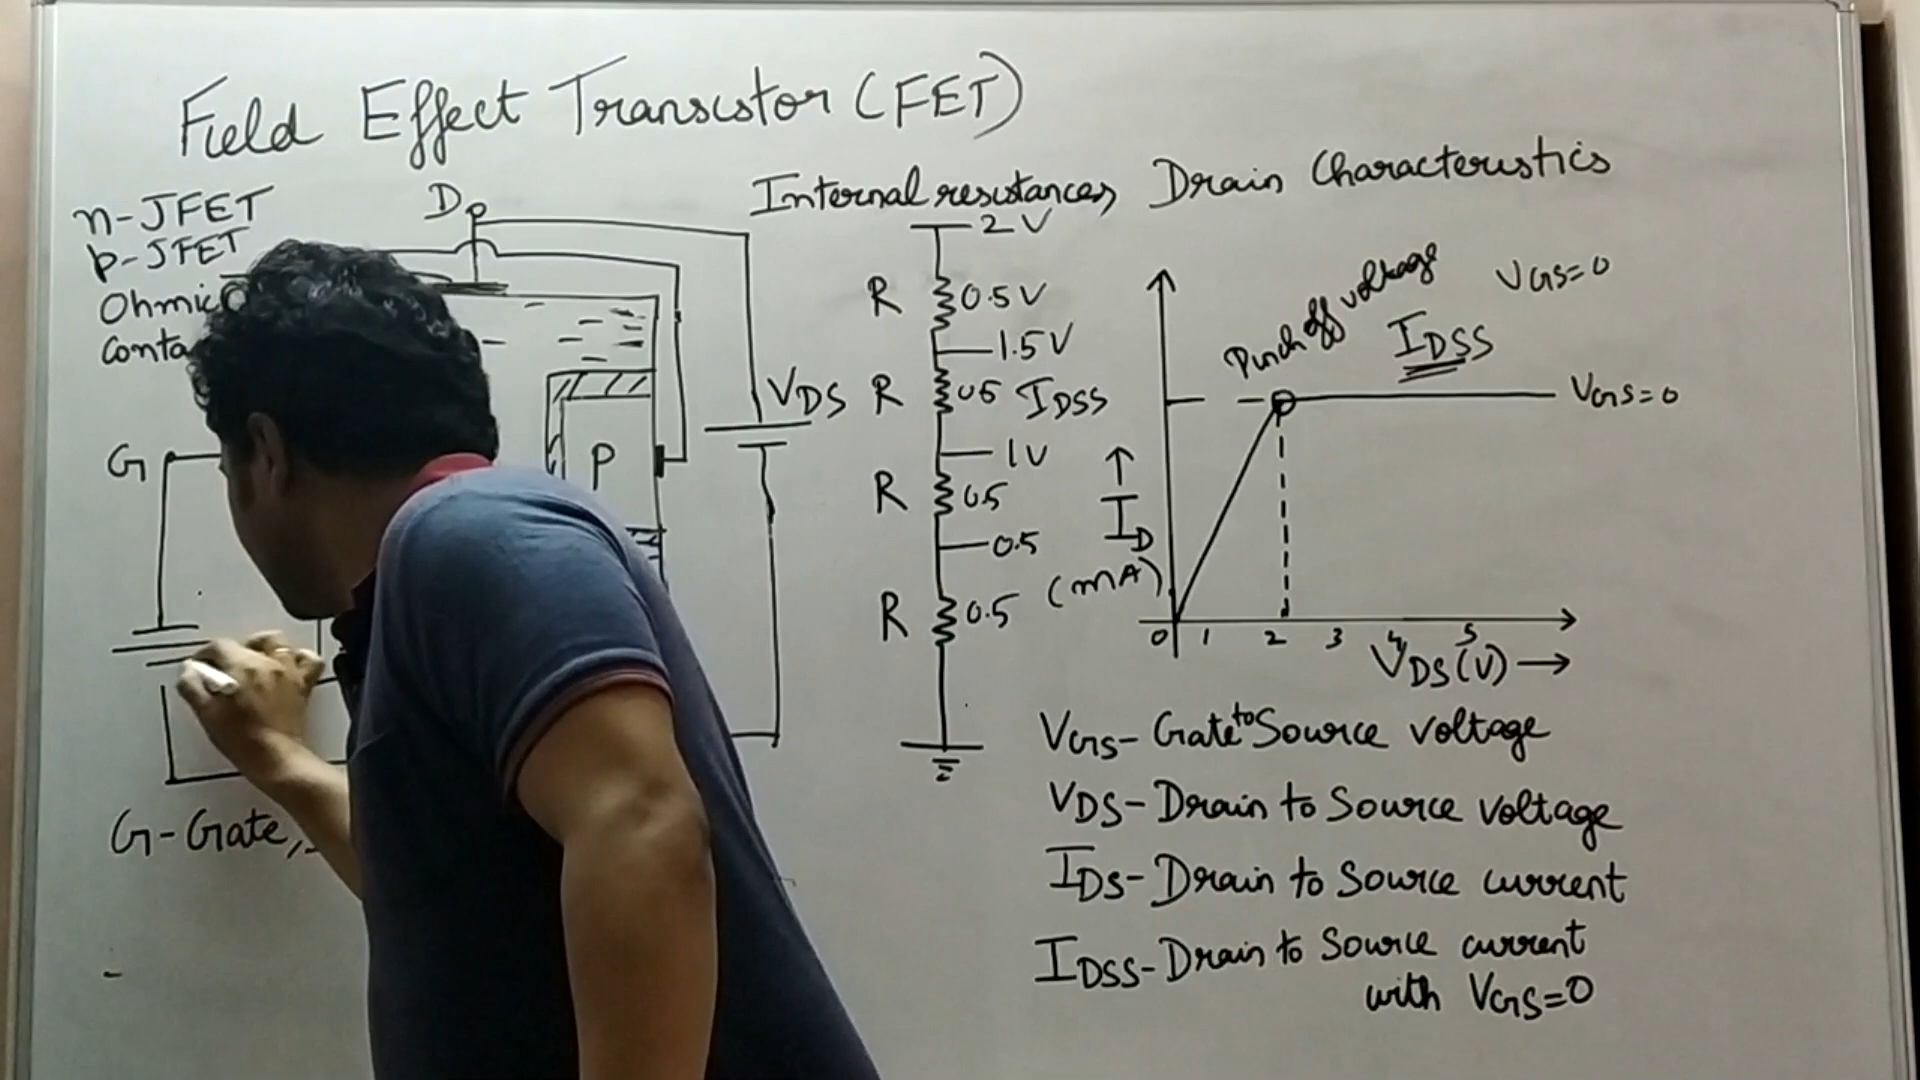 Field Effect Transistor (FET)
n-JFET
p-JFET
Ohmic
D
G
P
VDS
G-Gate,
Internal resistances
2V
R 0.5V
1.5V
R 0.5 IDSS
1V
R 0.5
0.5
R 0.5
Drain Characteristics
Pinch off voltage
VGS=0
IDSS
VGS=0
ID
(mA)
0 1 2 3 4 5
VDS(V)
VGS- Gate to Source voltage
VDS- Drain to Source voltage
IDS- Drain to Source current
IDSS- Drain to Source current
with VGS=0